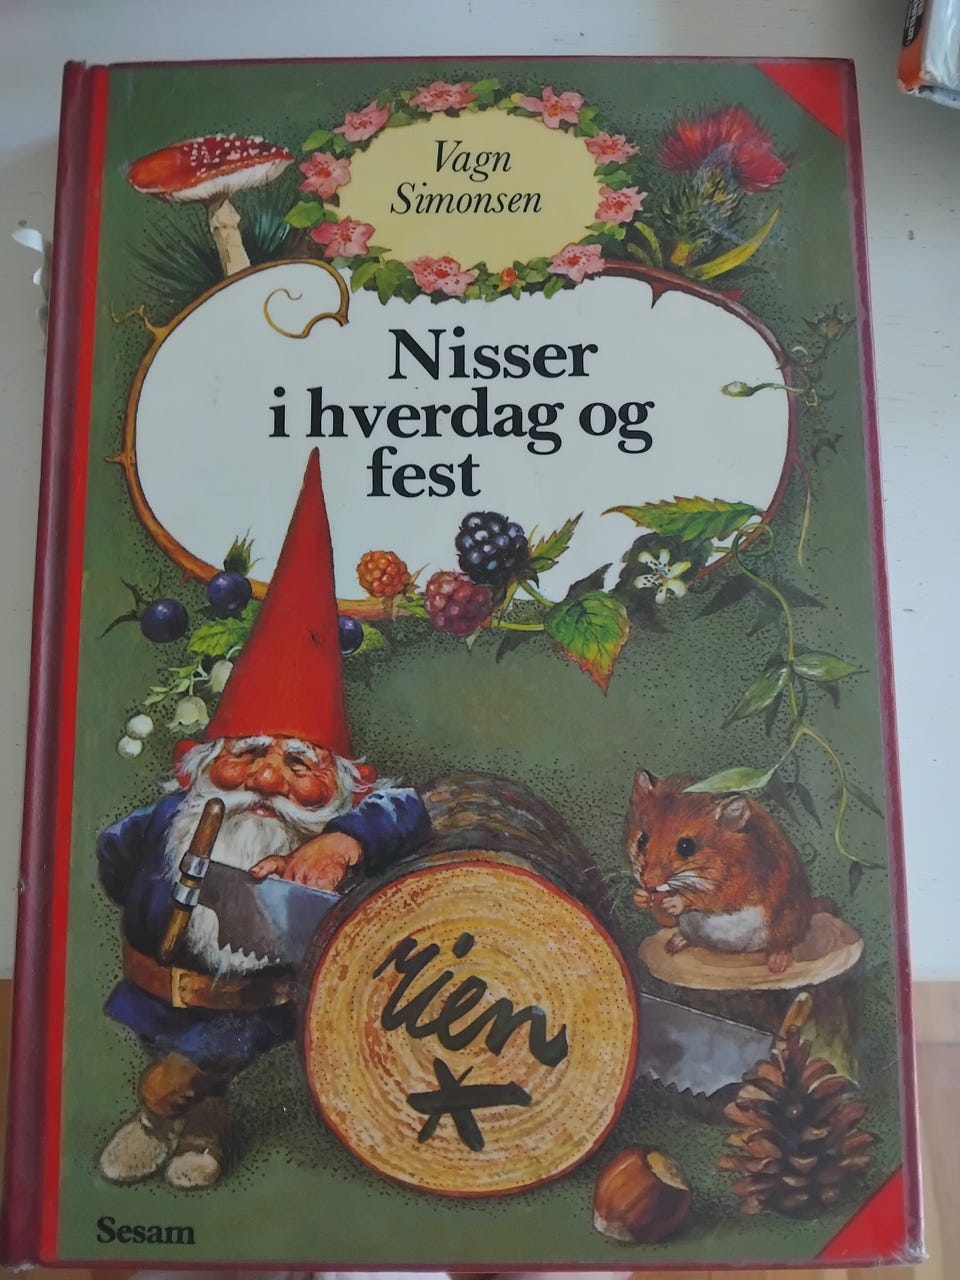 Vagn
Simonsen
Nisser
i hverdag og
fest
rien
Sesam